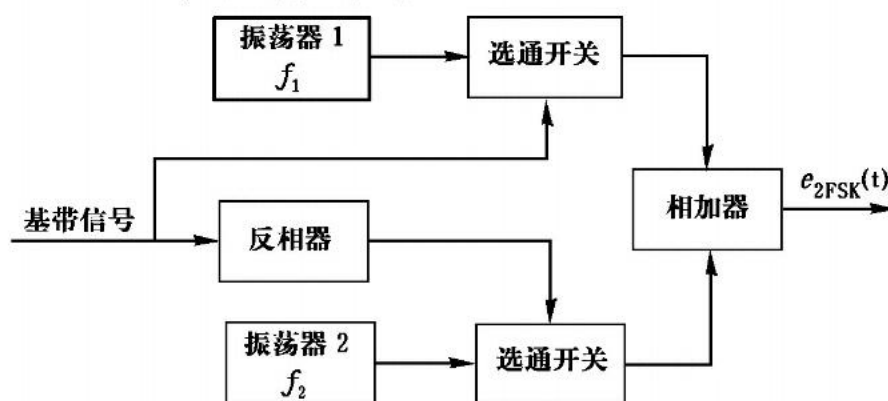 振荡器 1
f₁
选通开关
基带信号
反相器
相加器
e₂FSK(t)
振荡器 2
f₂
选通开关